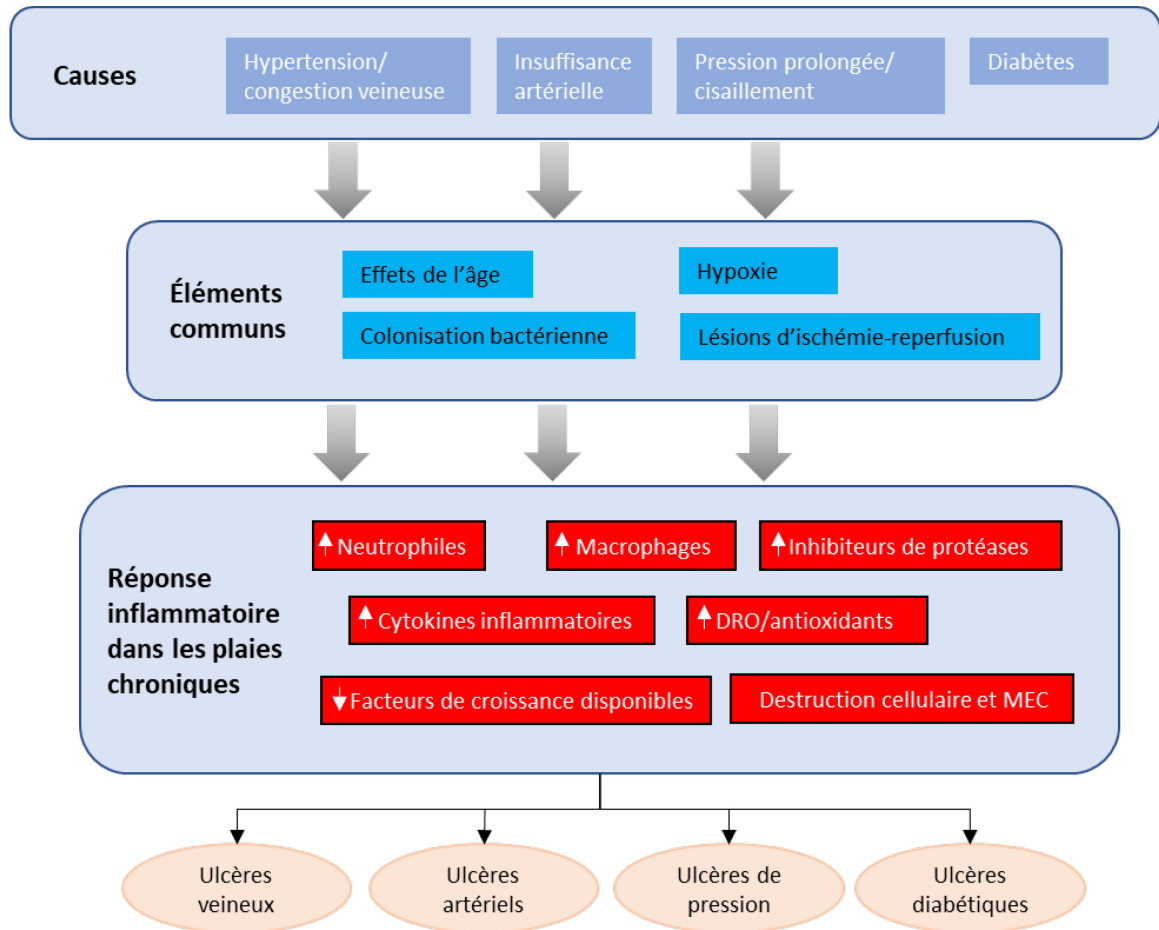 Causes
Hypertension/
congestion veineuse
Insuffisance
artérielle
Pression prolongée/
cisaillement
Diabètes
Éléments
communs
Effets de l'âge
Hypoxie
Colonisation bactérienne
Lésions d'ischémie-reperfusion
Réponse
inflammatoire
dans les plaies
chroniques
Neutrophiles
Macrophages
Inhibiteurs de protéases
Cytokines inflammatoires
DRO/antioxidants
Facteurs de croissance disponibles
Destruction cellulaire et MEC
Ulcères
veineux
Ulcères
artériels
Ulcères de
pression
Ulcères
diabétiques